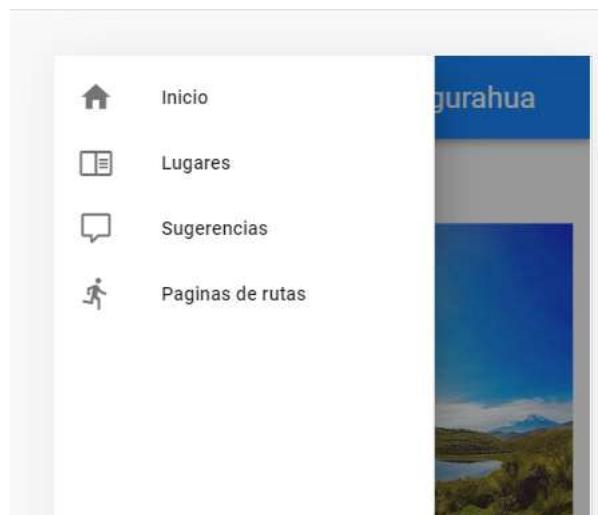 Inicio
gurahua
Lugares
Sugerencias
Paginas de rutas